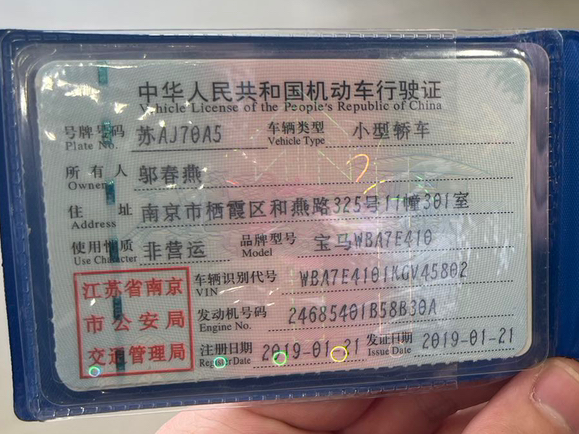 中华人民共和国机动车行驶证
Vehicle License of the People's Republic of China
号牌号码 Plate No. 苏AJ70A5 车辆类型 Vehicle Type 小型轿车
所有人 Owner 邬春燕
住址 Address 南京市栖霞区和燕路325号11幢301室
使用性质 Use Character 非营运 品牌型号 Model 宝马WBA7E410
车辆识别代号 VIN WBA7E4101KGV45802
发动机号码 Engine No. 24685401B58B30A
注册日期 Register Date 2019-01-21 发证日期 Issue Date 2019-01-21
江苏省南京
市公安局
交通管理局